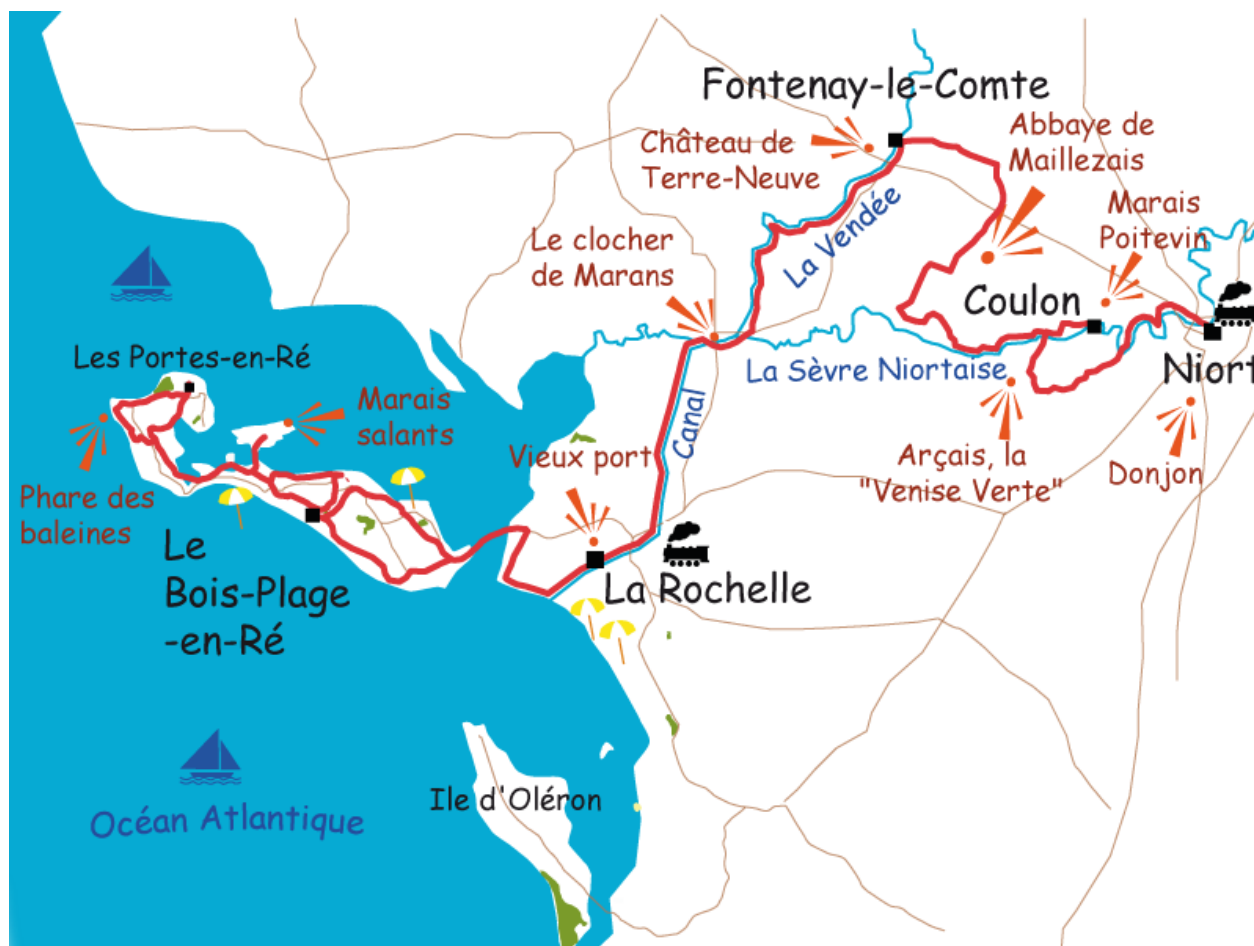 Fontenay-le-Comte
Château de
Terre-Neuve
Abbaye de
Maillezais
Marais
Poitevin
La Vendée
Le clocher
de Marans
Coulon
Niort
La Sèvre Niortaise
Les Portes-en-Ré
Marais
salants
Canal
Vieux port
Arçais, la
"Venise Verte"
Donjon
Phare des
baleines
Le
Bois-Plage
-en-Ré
La Rochelle
Ile d'Oléron
Océan Atlantique